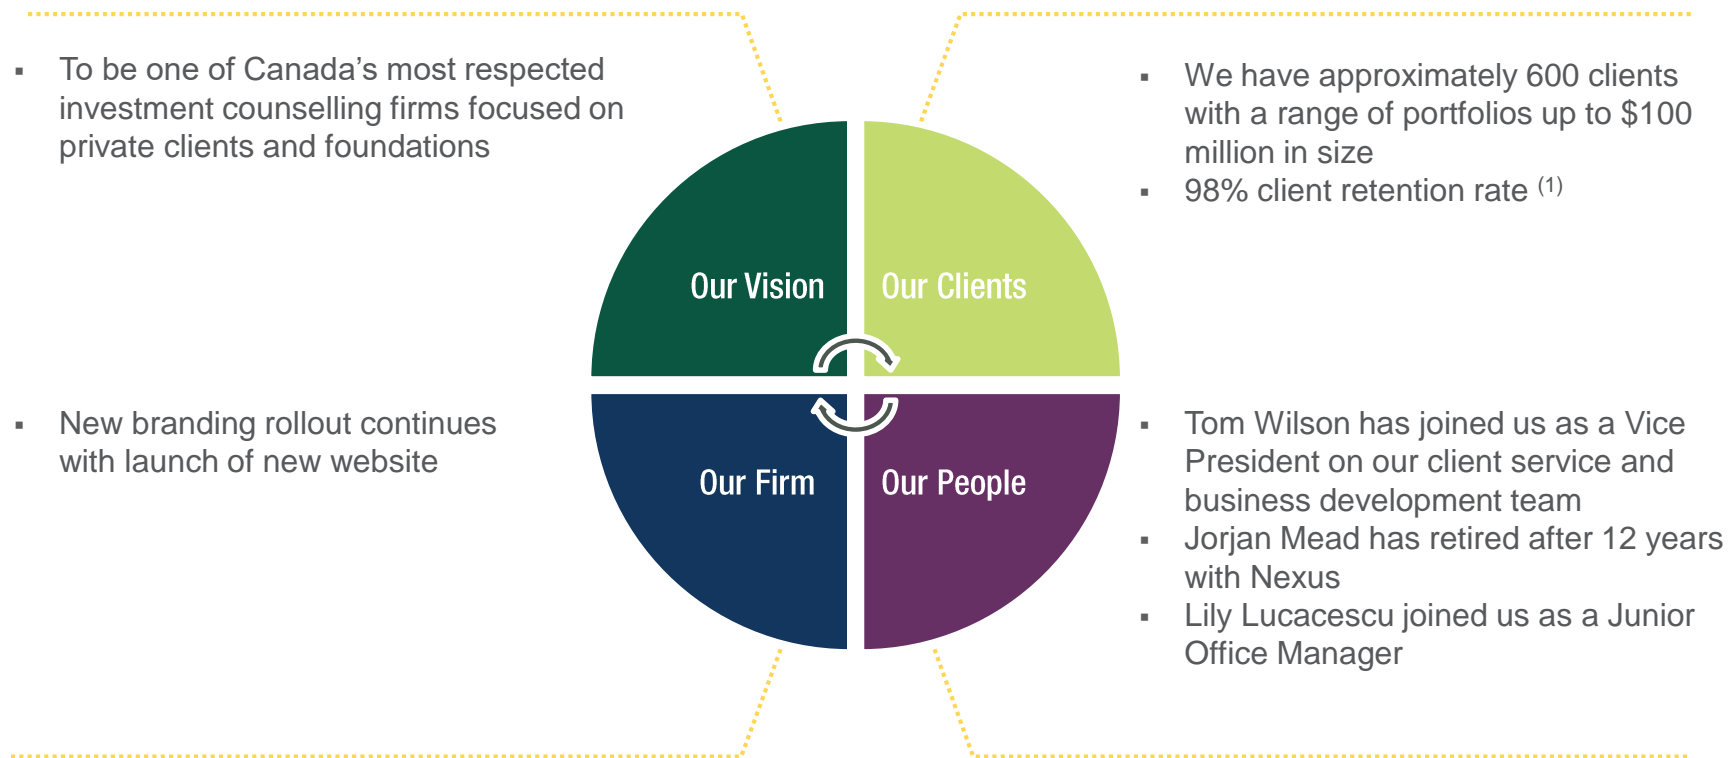 ▪ To be one of Canada's most respected
investment counselling firms focused on
private clients and foundations
▪ We have approximately 600 clients
with a range of portfolios up to $100
million in size
▪ 98% client retention rate (1)
Our Vision
Our Clients
▪ New branding rollout continues
with launch of new website
Our Firm
Our People
▪ Tom Wilson has joined us as a Vice
President on our client service and
business development team
▪ Jorjan Mead has retired after 12 years
with Nexus
▪ Lily Lucacescu joined us as a Junior
Office Manager